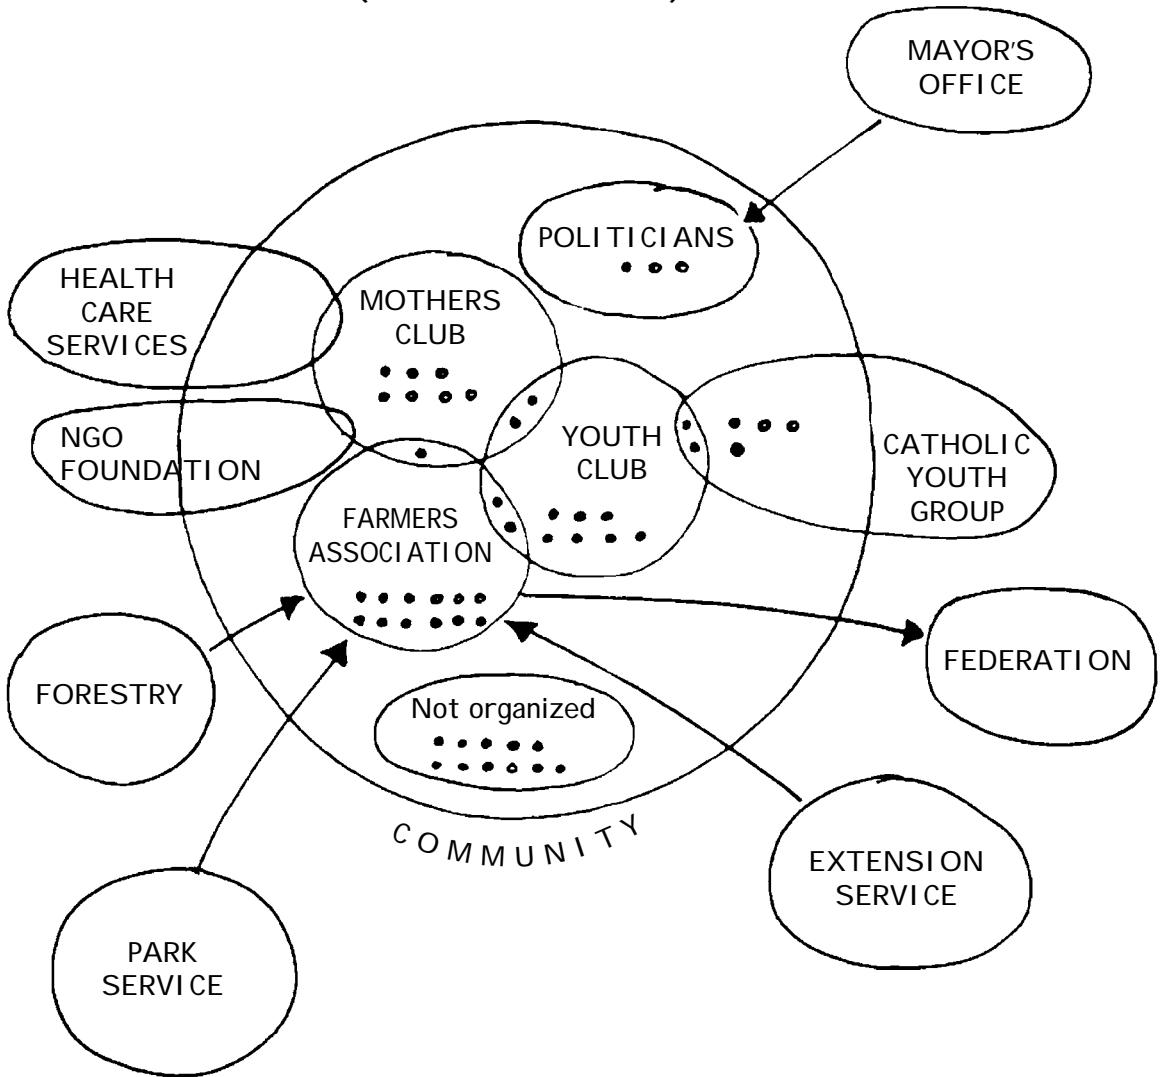 MAYOR'S
OFFICE
POLITICIANS
HEALTH
CARE
SERVICES
MOTHERS
CLUB
NGO
FOUNDATION
YOUTH
CLUB
CATHOLIC
YOUTH
GROUP
FARMERS
ASSOCIATION
FORESTRY
FEDERATION
Not organized
COMMUNITY
EXTENSION
SERVICE
PARK
SERVICE